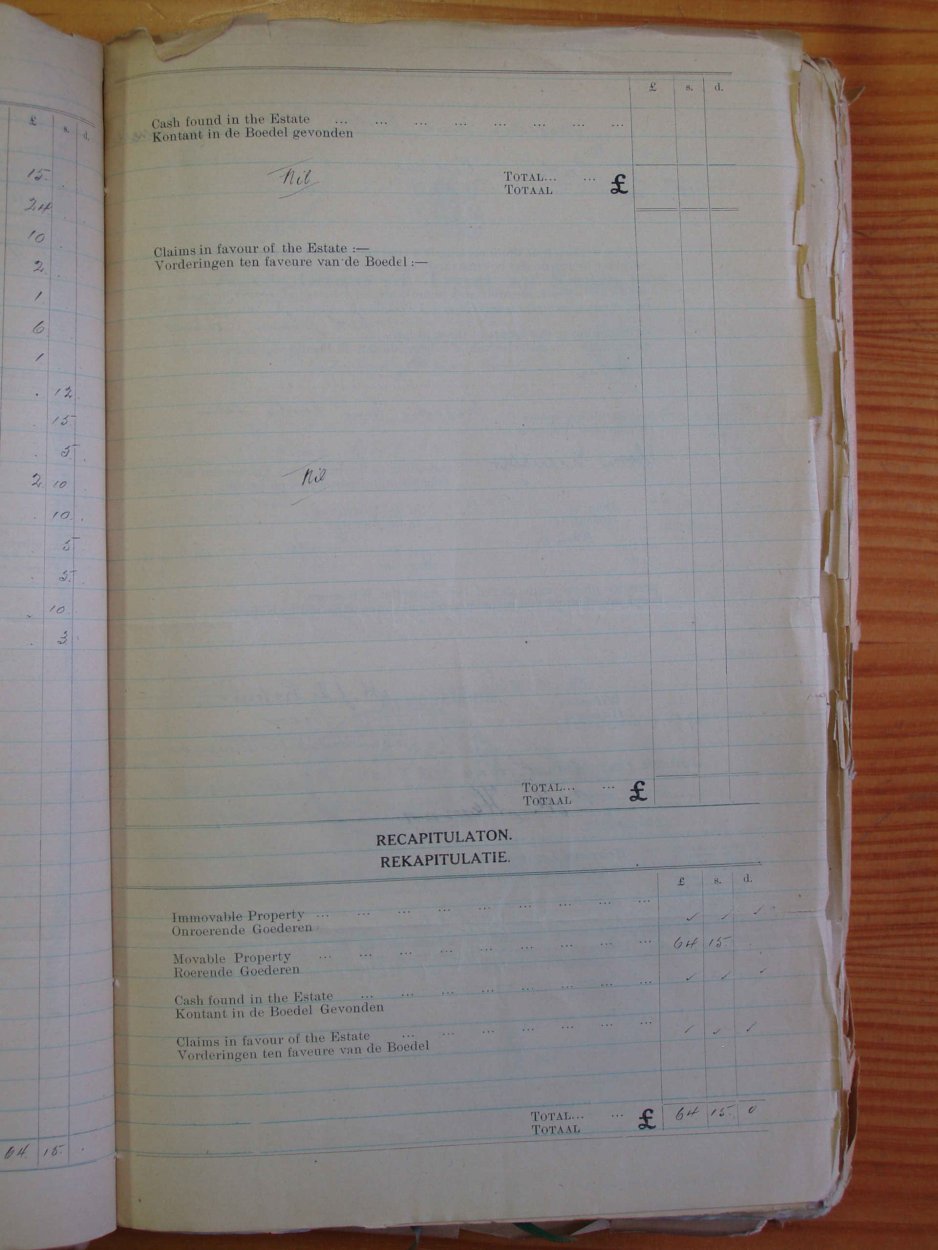 £ s. d.
15.
24
10
2
1
6
1
12
15
5
2 10
10
5
5
10
3
64 15
£ s. d.
Cash found in the Estate ... ... ... ... ... ... ... ...
Kontant in de Boedel gevonden
Nil
TOTAL... ... £
TOTAAL
Claims in favour of the Estate :—
Vorderingen ten faveure van de Boedel :—
Nil
TOTAL... ... £
TOTAAL
RECAPITULATON.
REKAPITULATIE.
£ s. d.
Immovable Property ... ... ... ... ... ... ... ... ... ✓ ✓ ✓
Onroerende Goederen
Movable Property ... ... ... ... ... ... ... ... ... 64 15
Roerende Goederen
Cash found in the Estate ... ... ... ... ... ... ... ... ✓ ✓ ✓
Kontant in de Boedel Gevonden
Claims in favour of the Estate ... ... ... ... ... ... ... ✓ ✓ ✓
Vorderingen ten faveure van de Boedel
TOTAL... ... £ 64 15 0
TOTAAL